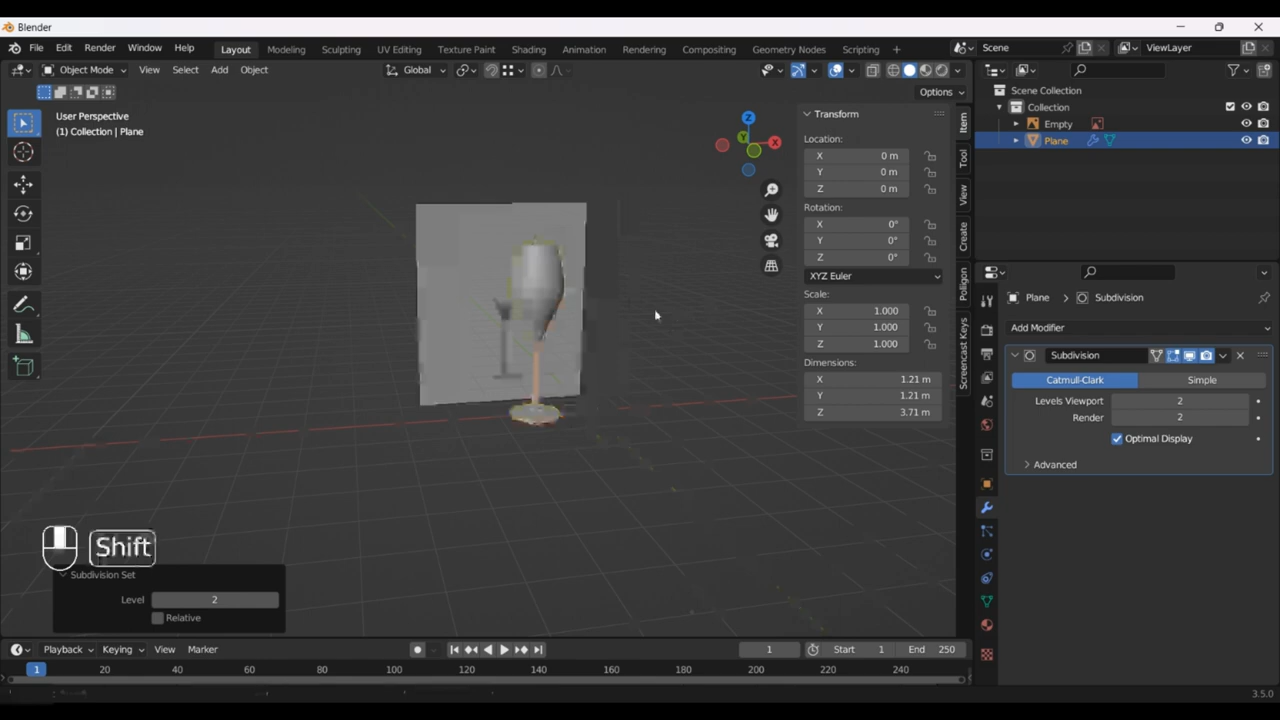 Blender
File Edit Render Window Help Layout Modeling Sculpting UV Editing Texture Paint Shading Animation Rendering Compositing Geometry Nodes Scripting + Scene ViewLayer
Object Mode View Select Add Object Global
Options
User Perspective
(1) Collection | Plane
Z
Y
X
Transform
Location:
X 0 m
Y 0 m
Z 0 m
Rotation:
X 0°
Y 0°
Z 0°
XYZ Euler
Scale:
X 1.000
Y 1.000
Z 1.000
Dimensions:
X 1.21 m
Y 1.21 m
Z 3.71 m
Item
Tool
View
Create
Poliigon
Screencast Keys
Scene Collection
Collection
Empty
Plane
Plane > Subdivision
Add Modifier
Subdivision
Catmull-Clark Simple
Levels Viewport 2
Render 2
Optimal Display
Advanced
Shift
Subdivision Set
Level 2
Relative
Playback Keying View Marker 1 Start 1 End 250
1 20 40 60 80 100 120 140 160 180 200 220 240
3.5.0